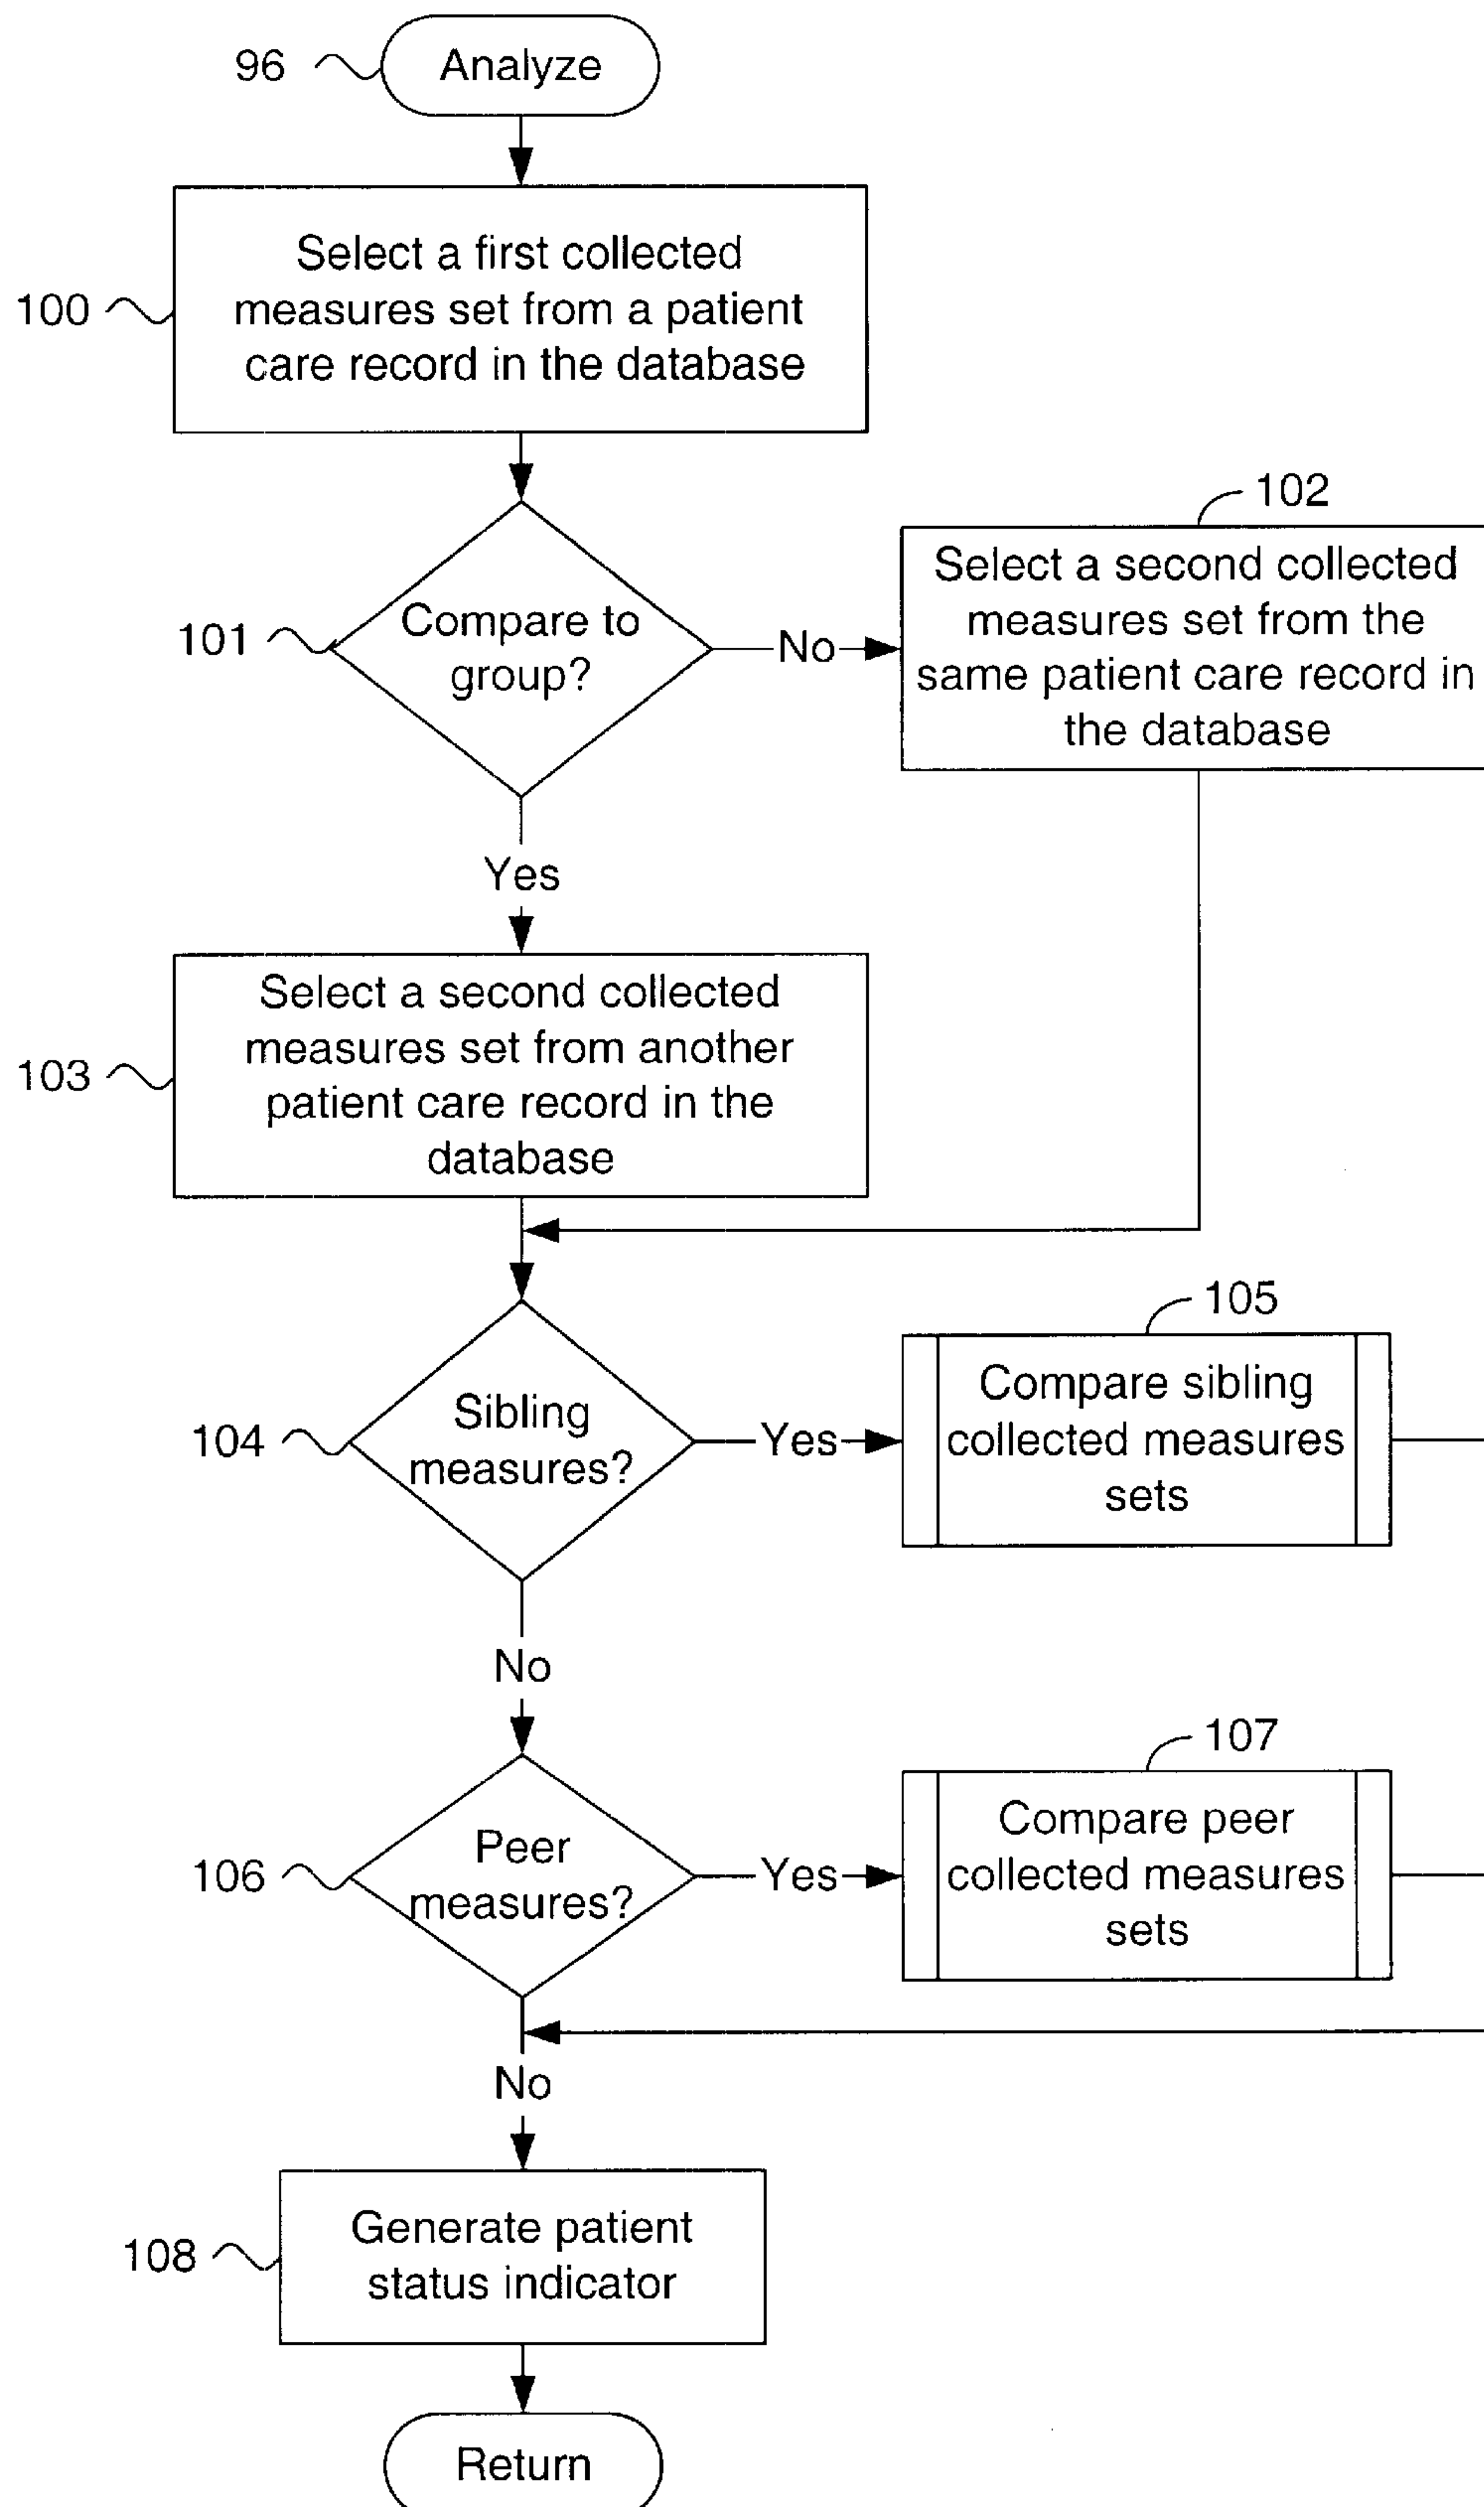 96
Analyze
100
Select a first collected
measures set from a patient
care record in the database
101
Compare to
group?
No
102
Select a second collected
measures set from the
same patient care record in
the database
Yes
103
Select a second collected
measures set from another
patient care record in the
database
104
Sibling
measures?
Yes
105
Compare sibling
collected measures
sets
No
106
Peer
measures?
Yes
107
Compare peer
collected measures
sets
No
108
Generate patient
status indicator
Return